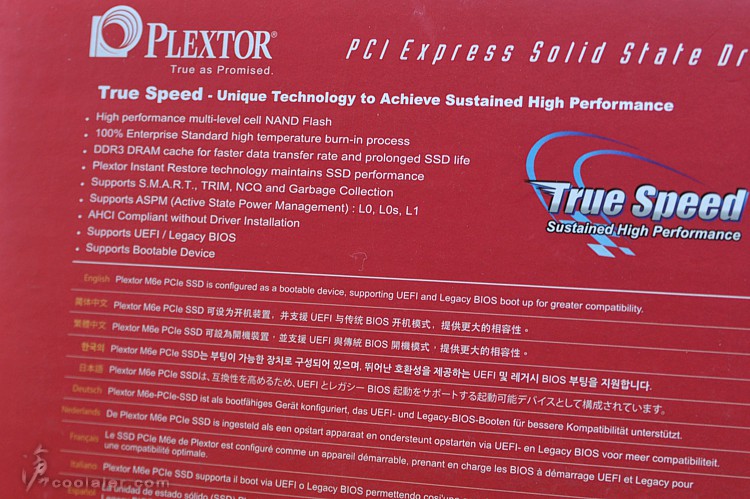 PLEXTOR®
True as Promised.
PCI Express Solid State
True Speed - Unique Technology to Achieve Sustained High Performance
• High performance multi-level cell NAND Flash
• 100% Enterprise Standard high temperature burn-in process
• DDR3 DRAM cache for faster data transfer rate and prolonged SSD life
• Plextor Instant Restore technology maintains SSD performance
• Supports S.M.A.R.T., TRIM, NCQ and Garbage Collection
• Supports ASPM (Active State Power Management) : L0, L0s, L1
• AHCI Compliant without Driver Installation
• Supports UEFI / Legacy BIOS
• Supports Bootable Device
True Speed
Sustained High Performance
English Plextor M6e PCIe SSD is configured as a bootable device, supporting UEFI and Legacy BIOS boot up for greater compatibility.
简体中文 Plextor M6e PCIe SSD 可设为开机装置，并支援 UEFI 与传统 BIOS 开机模式，提供更大的相容性。
繁體中文 Plextor M6e PCIe SSD 可設為開機裝置，並支援 UEFI 與傳統 BIOS 開機模式，提供更大的相容性。
한국어 Plextor M6e PCIe SSD는 부팅이 가능한 장치로 구성되어 있으며, 뛰어난 호환성을 제공하는 UEFI 및 레거시 BIOS 부팅을 지원합니다.
日本語 Plextor M6e PCIe SSDは、互換性を高めるため、UEFI とレガシー BIOS 起動をサポートする起動可能デバイスとして構成されています。
Deutsch Plextor M6e-PCIe-SSD ist als bootfähiges Gerät konfiguriert, das UEFI- und Legacy-BIOS-Booten für bessere Kompatibilität unterstützt.
Nederlands De Plextor M6e PCIe SSD is ingesteld als een opstart apparaat en ondersteunt opstarten via UEFI- en Legacy BIOS voor meer compatibiliteit.
Français Le SSD PCIe M6e de Plextor est configuré comme un appareil démarrable, prenant en charge les BIOS à démarrage UEFI et Legacy pour
une compatibilité optimale.
Italiano Plextor M6e PCIe SSD supporta il boot via UEFI o Legacy BIOS permettendo
Español La unidad de estado sólido (SSD)
coolaler.com